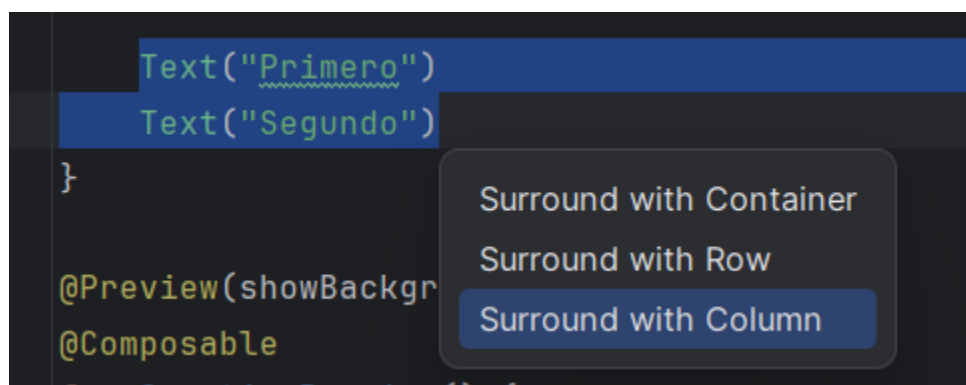 Text("Primero")
Text("Segundo")
}
Surround with Container
Surround with Row
Surround with Column
@Preview(showBackgr
@Composable